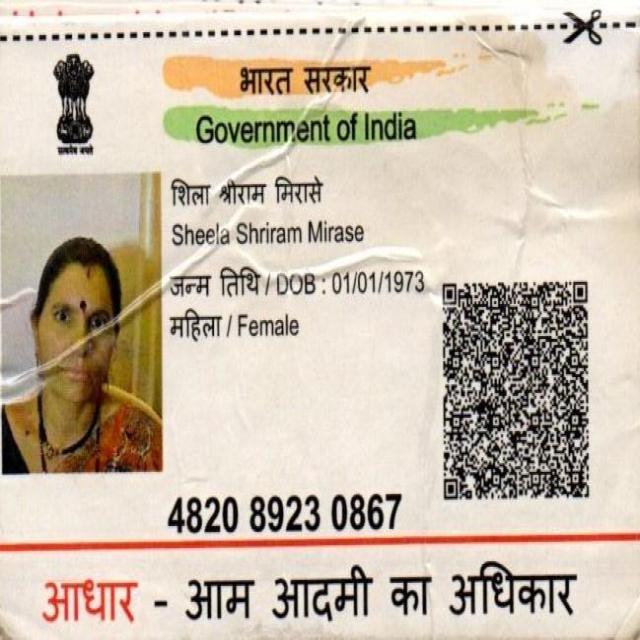 भारत सरकार
Government of India
सत्यमेव जयते
शिला श्रीराम मिरासे
Sheela Shriram Mirase
जन्म तिथि / DOB : 01/01/1973
महिला / Female
4820 8923 0867
आधार - आम आदमी का अधिकार